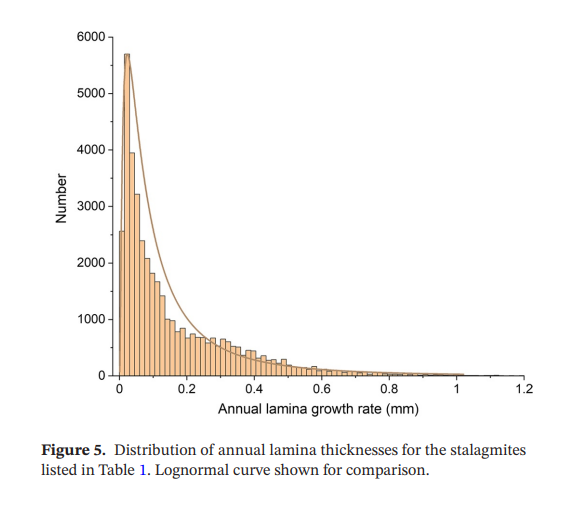 6000
5000
4000
3000
2000
1000
0
Number
0 0.2 0.4 0.6 0.8 1 1.2
Annual lamina growth rate (mm)
Figure 5. Distribution of annual lamina thicknesses for the stalagmites
listed in Table 1. Lognormal curve shown for comparison.